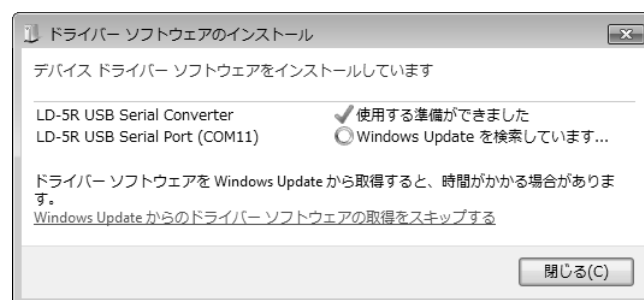 ドライバー ソフトウェアのインストール
デバイス ドライバー ソフトウェアをインストールしています
LD-5R USB Serial Converter 使用する準備ができました
LD-5R USB Serial Port (COM11) Windows Update を検索しています...
ドライバー ソフトウェアを Windows Update から取得すると、時間がかかる場合がありま
す。
Windows Update からのドライバー ソフトウェアの取得をスキップする
閉じる(C)